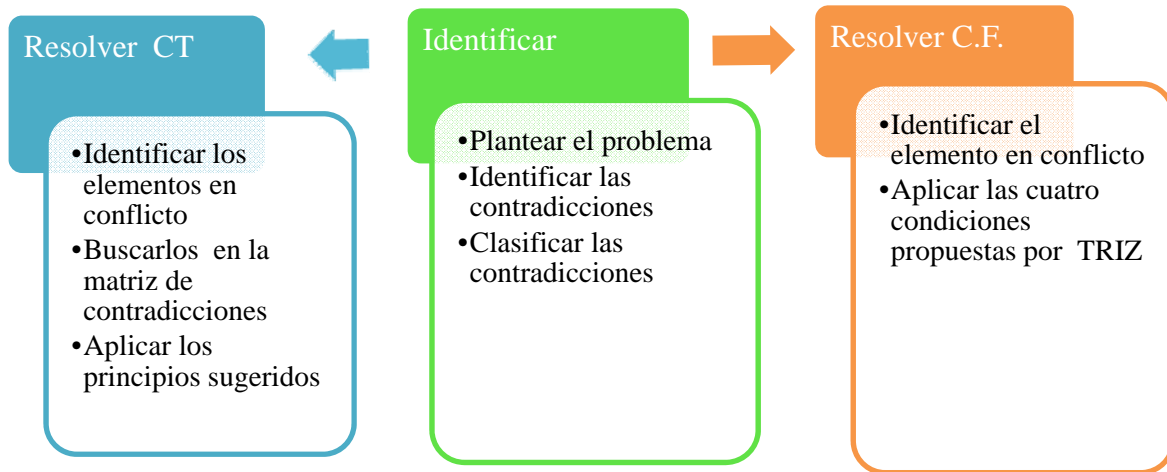 Resolver CT
•Identificar los
elementos en
conflicto
•Buscarlos en la
matriz de
contradicciones
•Aplicar los
principios sugeridos
Identificar
•Plantear el problema
•Identificar las
contradicciones
•Clasificar las
contradicciones
Resolver C.F.
•Identificar el
elemento en conflicto
•Aplicar las cuatro
condiciones
propuestas por TRIZ